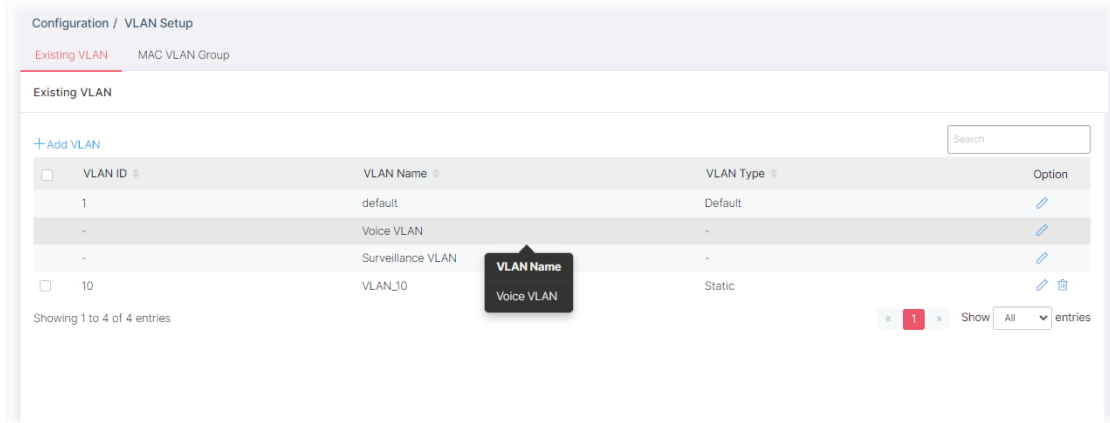 Configuration / VLAN Setup
Existing VLAN MAC VLAN Group
Existing VLAN
+Add VLAN Search
VLAN ID VLAN Name VLAN Type Option
1 default Default
- Voice VLAN -
- Surveillance VLAN -
VLAN Name
10 VLAN_10 Static
Voice VLAN
Showing 1 to 4 of 4 entries « 1 » Show All entries